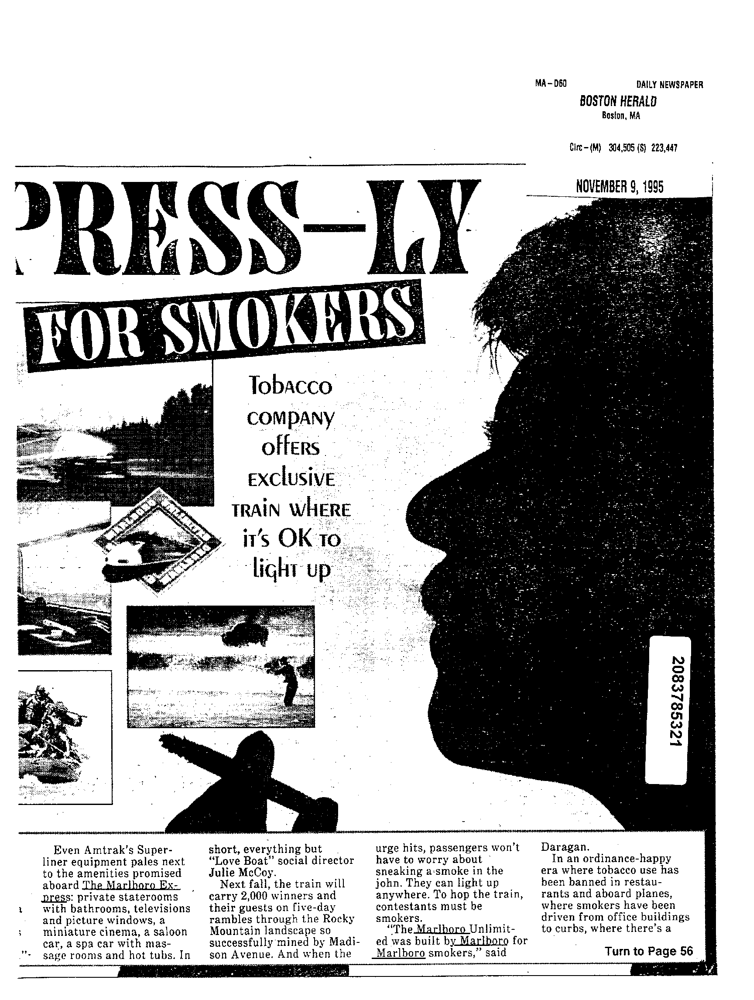 MA-D60
DAILY NEWSPAPER
BOSTON HERALD
Boston, MA
Circ-(M) 304,505 (S) 223,447
NOVEMBER 9, 1995
PRESS-LY
FOR SMOKERS
Tobacco
company
offers
exclusive
train where
it's OK to
light up
2083785321
Even Amtrak's Super-
liner equipment pales next
to the amenities promised
aboard The Marlboro Ex-
press: private staterooms
with bathrooms, televisions
and picture windows, a
miniature cinema, a saloon
car, a spa car with mas-
sage rooms and hot tubs. In
short, everything but
"Love Boat" social director
Julie McCoy.
Next fall, the train will
carry 2,000 winners and
their guests on five-day
rambles through the Rocky
Mountain landscape so
successfully mined by Madi-
son Avenue. And when the
urge hits, passengers won't
have to worry about
sneaking a smoke in the
john. They can light up
anywhere. To hop the train,
contestants must be
smokers.
"The Marlboro Unlimit-
ed was built by Marlboro for
Marlboro smokers," said
Daragan.
In an ordinance-happy
era where tobacco use has
been banned in restau-
rants and aboard planes,
where smokers have been
driven from office buildings
to curbs, where there's a
Turn to Page 56